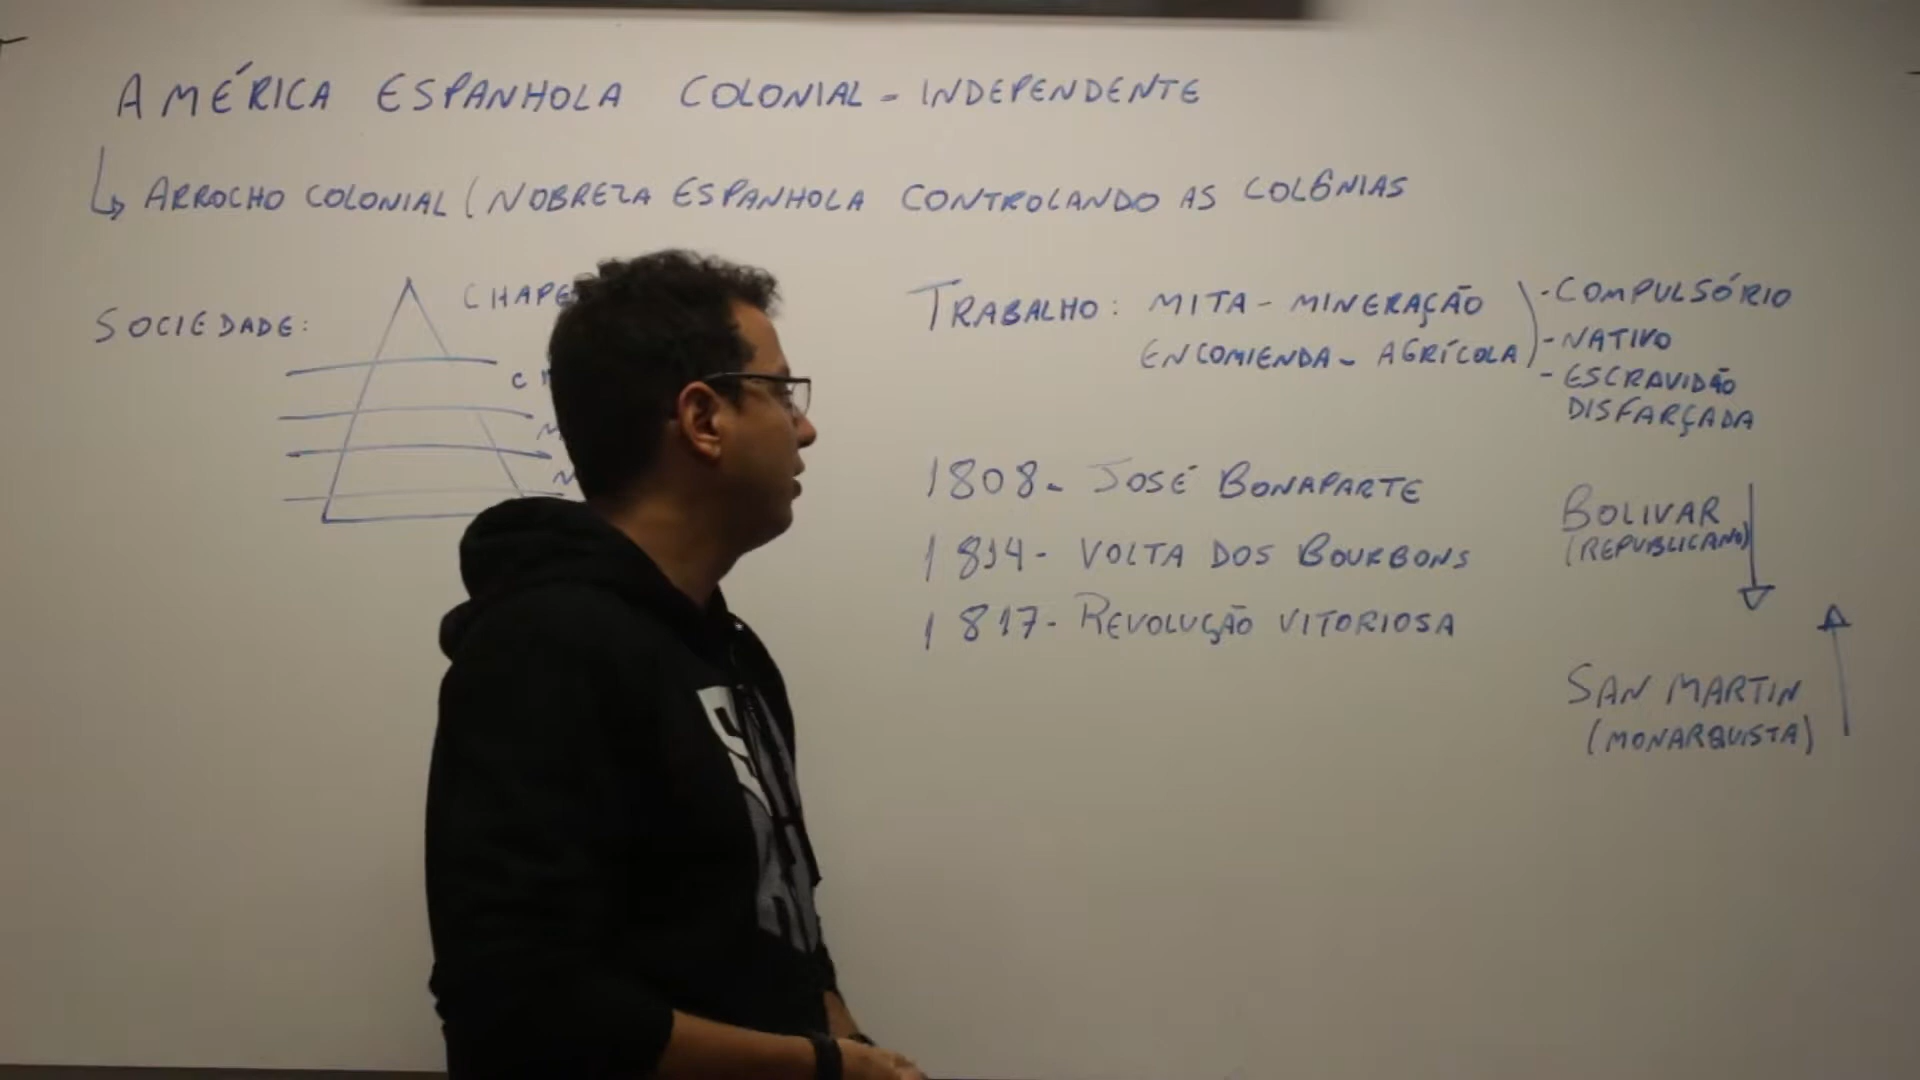 AMÉRICA ESPANHOLA COLONIAL - INDEPENDENTE
ARROCHO COLONIAL (NOBREZA ESPANHOLA CONTROLANDO AS COLÔNIAS
SOCIEDADE:
CHAPE
TRABALHO: MITA - MINERAÇÃO
ENCOMIENDA - AGRÍCOLA
- COMPULSÓRIO
- NATIVO
- ESCRAVIDÃO
DISFARÇADA
1808 - JOSÉ BONAPARTE
1814 - VOLTA DOS BOURBONS
1817 - REVOLUÇÃO VITORIOSA
BOLIVAR
(REPUBLICANO)
SAN MARTIN
(MONARQUISTA)